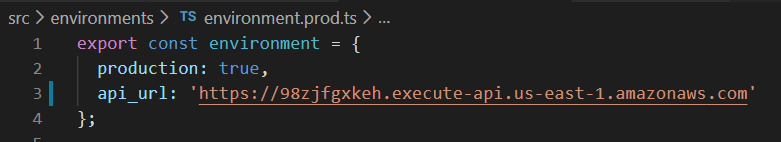 src > environments > TS environment.prod.ts > ...
1 export const environment = {
2 production: true,
3 api_url: 'https://98zjfgxkeh.execute-api.us-east-1.amazonaws.com'
4 };